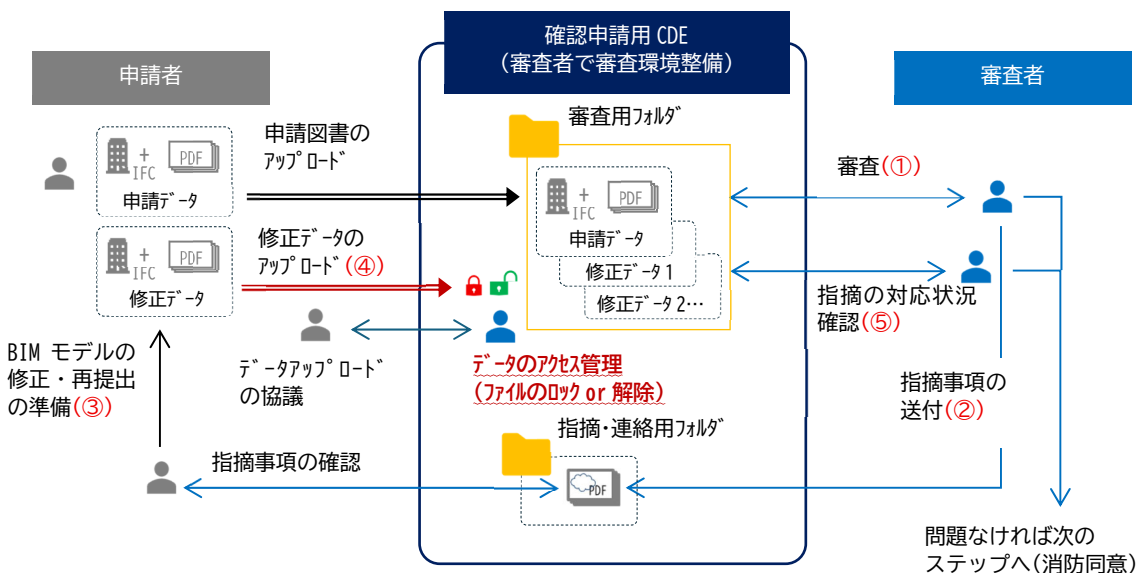 確認申請用 CDE
（審査者で審査環境整備）
申請者
審査者
審査用ﾌｫﾙﾀﾞ
申請図書の
ｱｯﾌﾟﾛｰﾄﾞ
+
IFC
PDF
申請ﾃﾞｰﾀ
+
IFC
PDF
申請ﾃﾞｰﾀ
修正ﾃﾞｰﾀ 1
修正ﾃﾞｰﾀ 2…
審査(①)
修正ﾃﾞｰﾀの
ｱｯﾌﾟﾛｰﾄﾞ(④)
+
IFC
PDF
修正ﾃﾞｰﾀ
指摘の対応状況
確認(⑤)
BIM モデルの
修正・再提出
の準備(③)
ﾃﾞｰﾀｱｯﾌﾟﾛｰﾄﾞ
の協議
ﾃﾞｰﾀのｱｸｾｽ管理
(ﾌｧｲﾙのﾛｯｸ or 解除)
指摘事項の
送付(②)
指摘･連絡用ﾌｫﾙﾀﾞ
指摘事項の確認
PDF
問題なければ次の
ステップへ(消防同意)